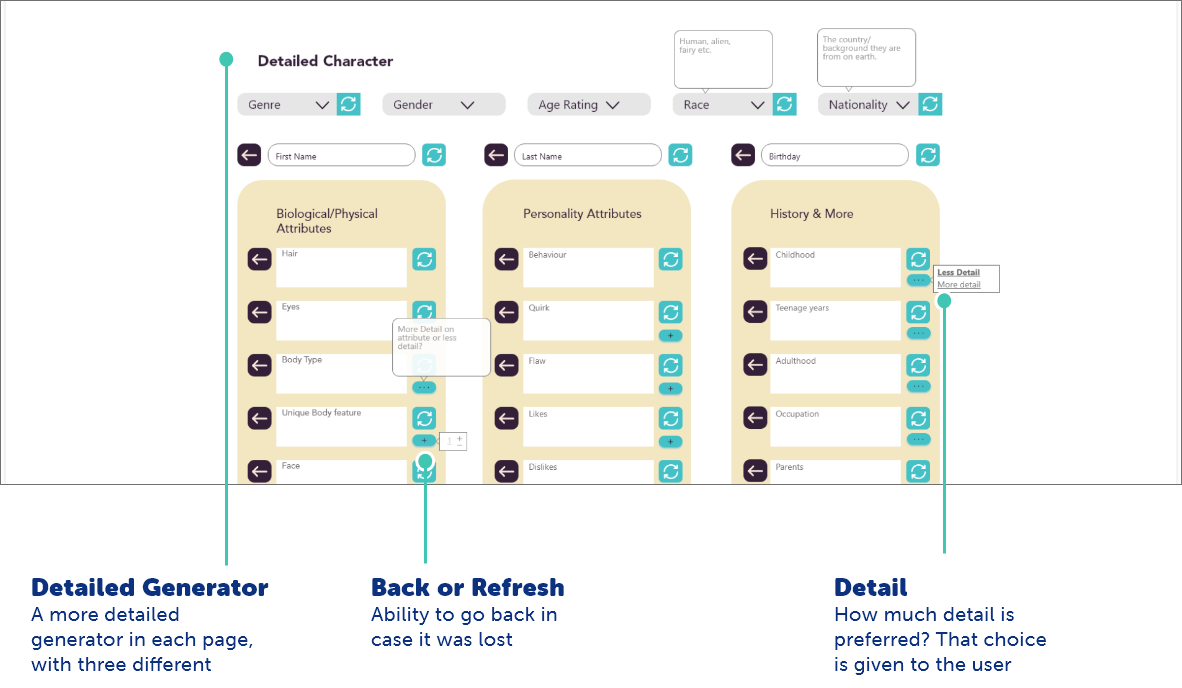 Human, alien,
fairy etc.
The country/
background they are
from on earth.
Detailed Character
Genre
Gender
Age Rating
Race
Nationality
First Name
Last Name
Birthday
Biological/Physical
Attributes
Hair
Eyes
More Detail on
attribute or less
detail?
Body Type
Unique Body feature
1
Face
Personality Attributes
Behaviour
Quirk
Flaw
Likes
Dislikes
History & More
Childhood
Less Detail
More detail
Teenage years
Adulthood
Occupation
Parents
Detailed Generator
A more detailed
generator in each page,
with three different
Back or Refresh
Ability to go back in
case it was lost
Detail
How much detail is
preferred? That choice
is given to the user